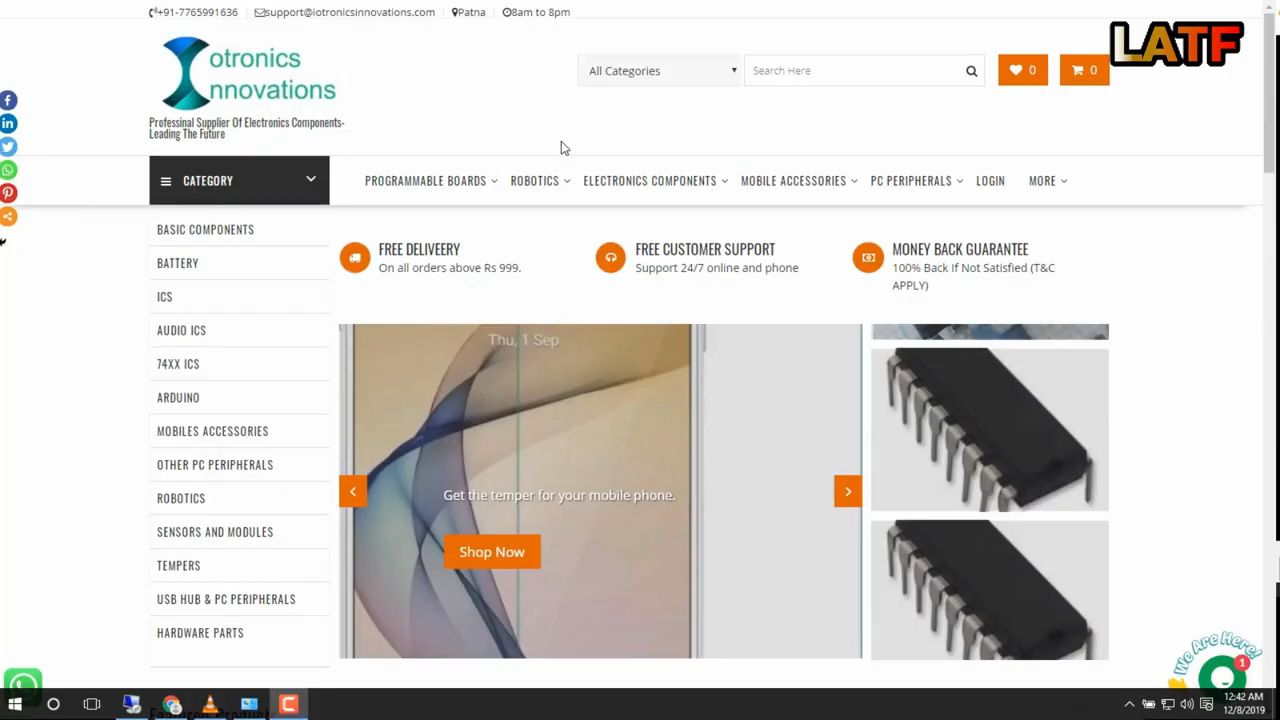 +91-7765991636
support@iotronicsinnovations.com
Patna
8am to 8pm
LATF
otronics
nnovations
Professinal Supplier Of Electronics Components-
Leading The Future
All Categories
Search Here
0
0
CATEGORY
PROGRAMMABLE BOARDS
ROBOTICS
ELECTRONICS COMPONENTS
MOBILE ACCESSORIES
PC PERIPHERALS
LOGIN
MORE
BASIC COMPONENTS
BATTERY
ICS
AUDIO ICS
74XX ICS
ARDUINO
MOBILES ACCESSORIES
OTHER PC PERIPHERALS
ROBOTICS
SENSORS AND MODULES
TEMPERS
USB HUB & PC PERIPHERALS
HARDWARE PARTS
FREE DELIVEERY
On all orders above Rs 999.
FREE CUSTOMER SUPPORT
Support 24/7 online and phone
MONEY BACK GUARANTEE
100% Back If Not Satisfied (T&C
APPLY)
Thu, 1 Sep
Get the temper for your mobile phone.
Shop Now
We Are Here!
1
12:42 AM
12/8/2019